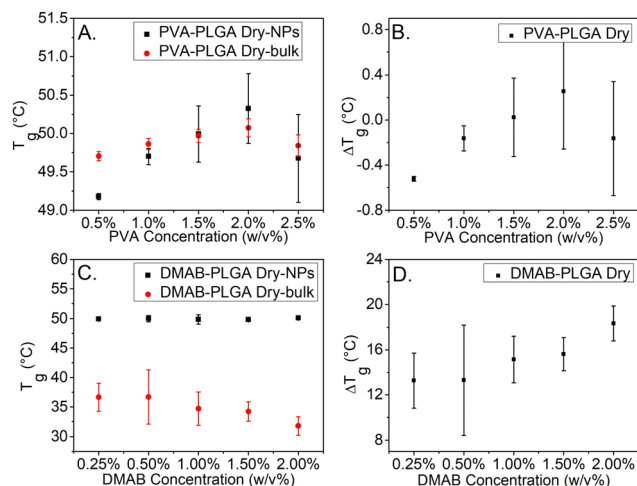 A.
PVA-PLGA Dry-NPs
PVA-PLGA Dry-bulk
51.5
51.0
50.5
50.0
49.5
49.0
Tg (°C)
0.5% 1.0% 1.5% 2.0% 2.5%
PVA Concentration (w/v%)
B.
PVA-PLGA Dry
0.8
0.4
0.0
-0.4
-0.8
ΔTg (°C)
0.5% 1.0% 1.5% 2.0% 2.5%
PVA Concentration (w/v%)
C.
DMAB-PLGA Dry-NPs
DMAB-PLGA Dry-bulk
60
55
50
45
40
35
30
Tg (°C)
0.25% 0.50% 1.00% 1.50% 2.00%
DMAB Concentration (w/v%)
D.
DMAB-PLGA Dry
24
20
16
12
8
ΔTg (°C)
0.25% 0.50% 1.00% 1.50% 2.00%
DMAB Concentration (w/v%)